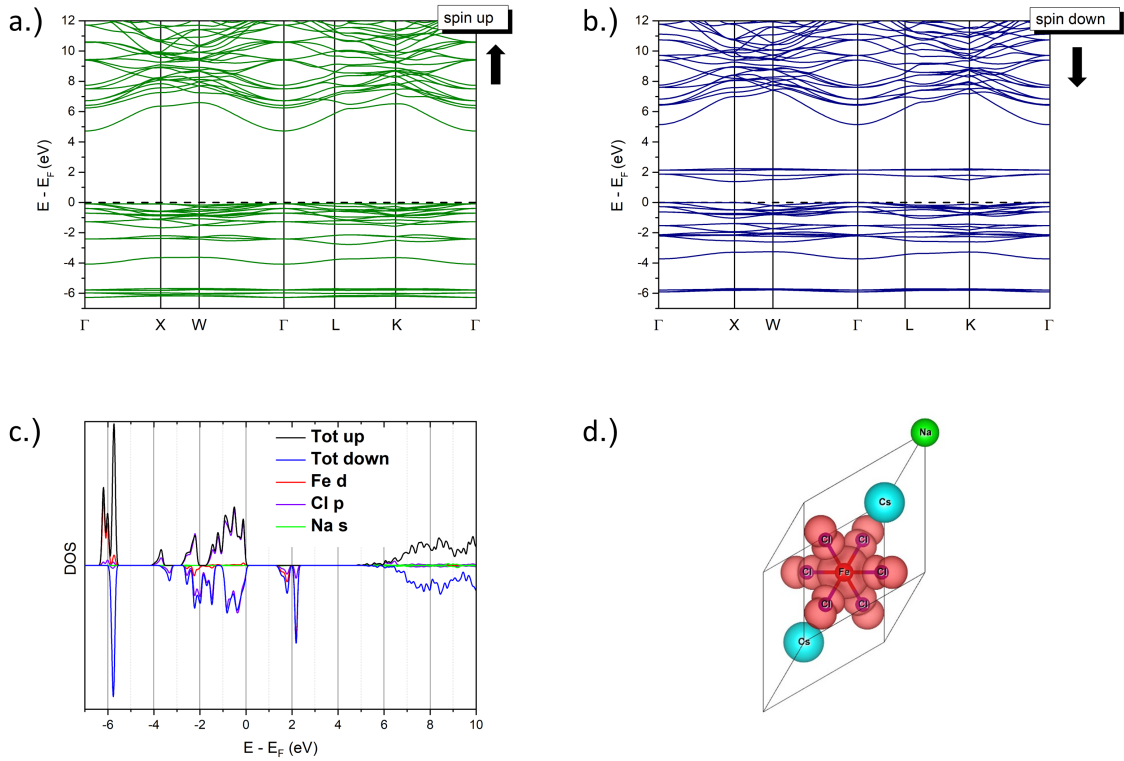 a.)
spin up
E - E_F (eV)
12
10
8
6
4
2
0
-2
-4
-6
Γ X W Γ L K Γ
b.)
spin down
E - E_F (eV)
12
10
8
6
4
2
0
-2
-4
-6
Γ X W Γ L K Γ
c.)
DOS
Tot up
Tot down
Fe d
Cl p
Na s
-6 -4 -2 0 2 4 6 8 10
E - E_F (eV)
d.)
Na
Cs
Cl Cl
Cl Fe Cl
Cl Cl
Cs